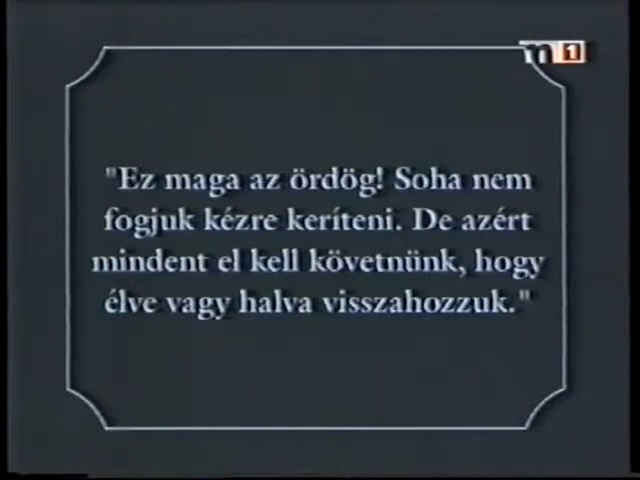 m1
"Ez maga az ördög! Soha nem
fogjuk kézre keríteni. De azért
mindent el kell követnünk, hogy
élve vagy halva visszahozzuk."